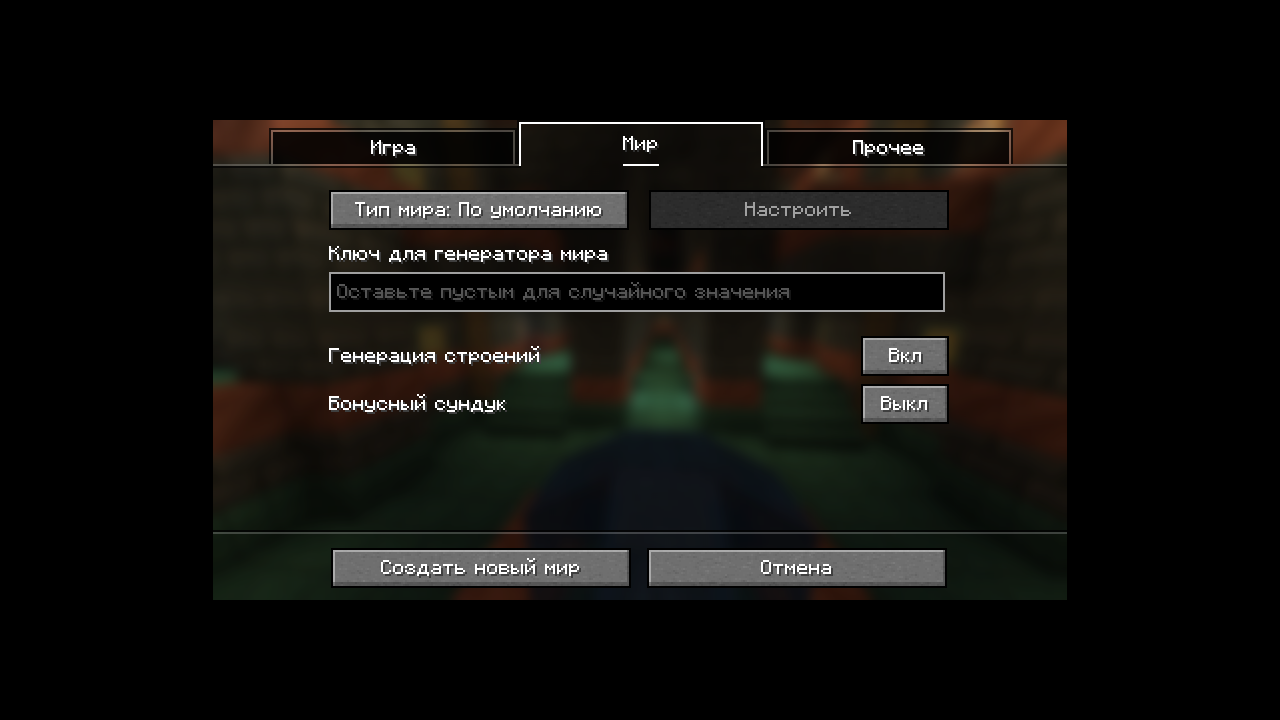 Игра
Мир
Прочее
Тип мира: По умолчанию
Настроить
Ключ для генератора мира
Оставьте пустым для случайного значения
Генерация строений
Вкл
Бонусный сундук
Выкл
Создать новый мир
Отмена